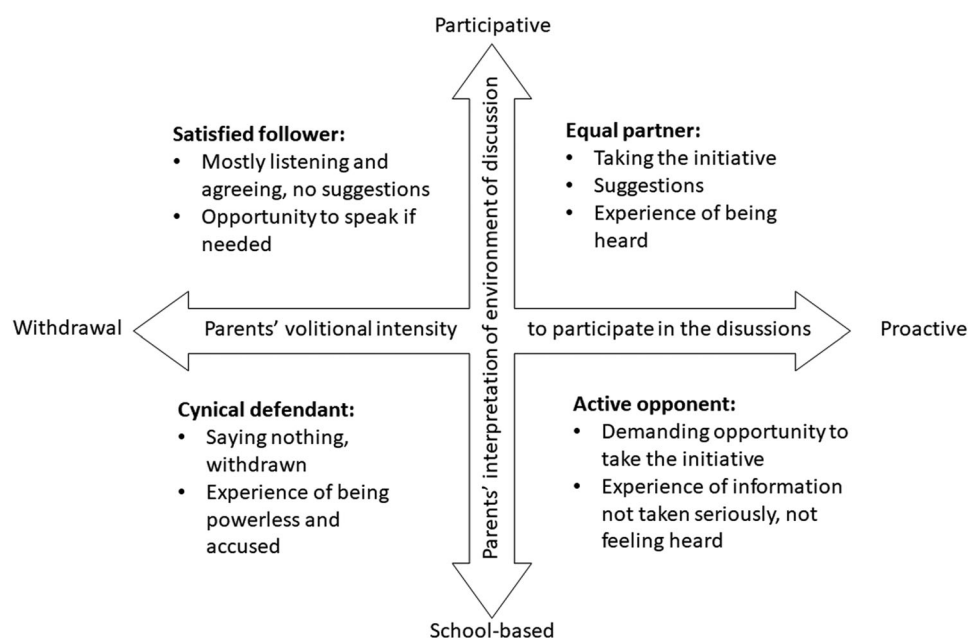 Participative
Satisfied follower:
• Mostly listening and
agreeing, no suggestions
• Opportunity to speak if
needed
Equal partner:
• Taking the initiative
• Suggestions
• Experience of being
heard
Parents’ interpretation of environment of discussion
Withdrawal
Parents’ volitional intensity
to participate in the disussions
Proactive
Cynical defendant:
• Saying nothing,
withdrawn
• Experience of being
powerless and
accused
Active opponent:
• Demanding opportunity to
take the initiative
• Experience of information
not taken seriously, not
feeling heard
School-based